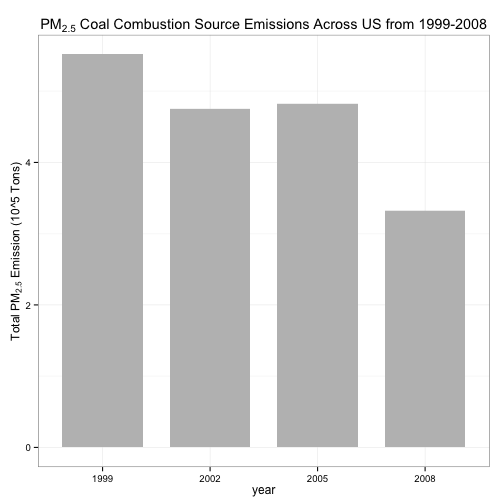 PM2.5 Coal Combustion Source Emissions Across US from 1999-2008
Total PM2.5 Emission (10^5 Tons)
4
2
0
1999 2002 2005 2008
year